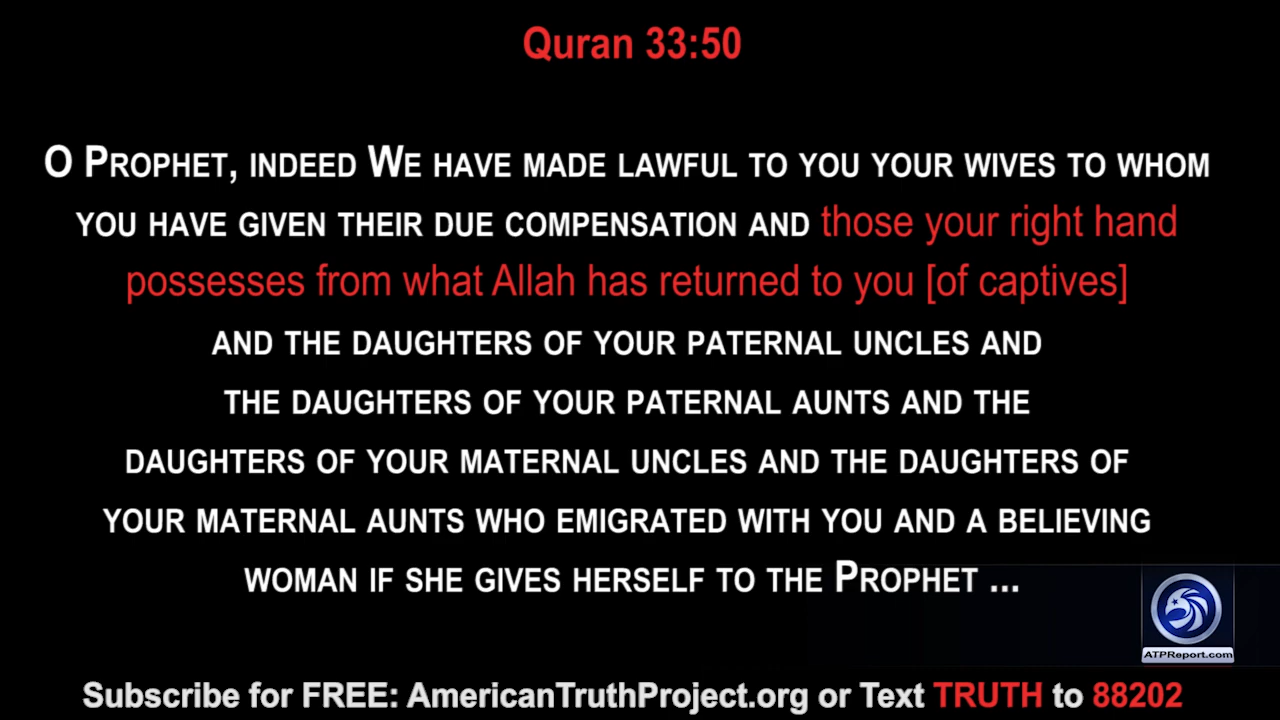 Quran 33:50
O Prophet, indeed We have made lawful to you your wives to whom
you have given their due compensation and those your right hand
possesses from what Allah has returned to you [of captives]
and the daughters of your paternal uncles and
the daughters of your paternal aunts and the
daughters of your maternal uncles and the daughters of
your maternal aunts who emigrated with you and a believing
woman if she gives herself to the Prophet ...
ATPReport.com
Subscribe for FREE: AmericanTruthProject.org or Text TRUTH to 88202